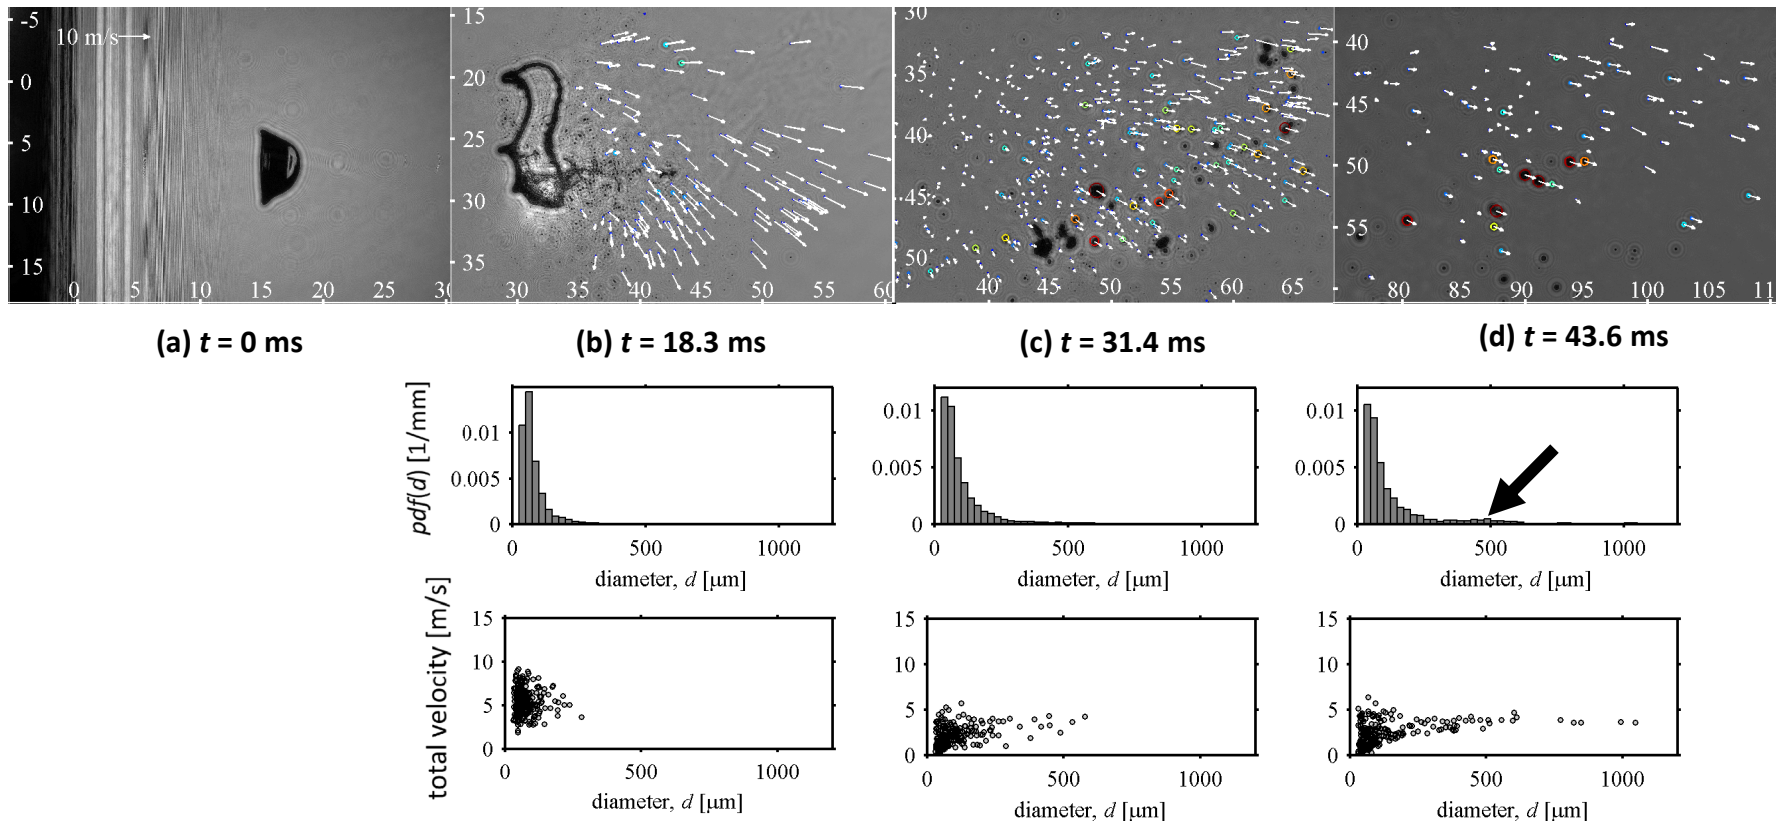 -5
0
5
10
15
10 m/s
0 5 10 15 20 25 30
15
20
25
30
35
30 35 40 45 50 55 60
30
35
40
45
50
40 45 50 55 60 65
40
45
50
55
80 85 90 95 100 105 11
(a) t = 0 ms
(b) t = 18.3 ms
(c) t = 31.4 ms
(d) t = 43.6 ms
pdf(d) [1/mm]
0.01
0.005
0
0 500 1000
diameter, d [μm]
0.01
0.005
0
0 500 1000
diameter, d [μm]
0.01
0.005
0
0 500 1000
diameter, d [μm]
total velocity [m/s]
15
10
5
0
0 500 1000
diameter, d [μm]
15
10
5
0
0 500 1000
diameter, d [μm]
15
10
5
0
0 500 1000
diameter, d [μm]